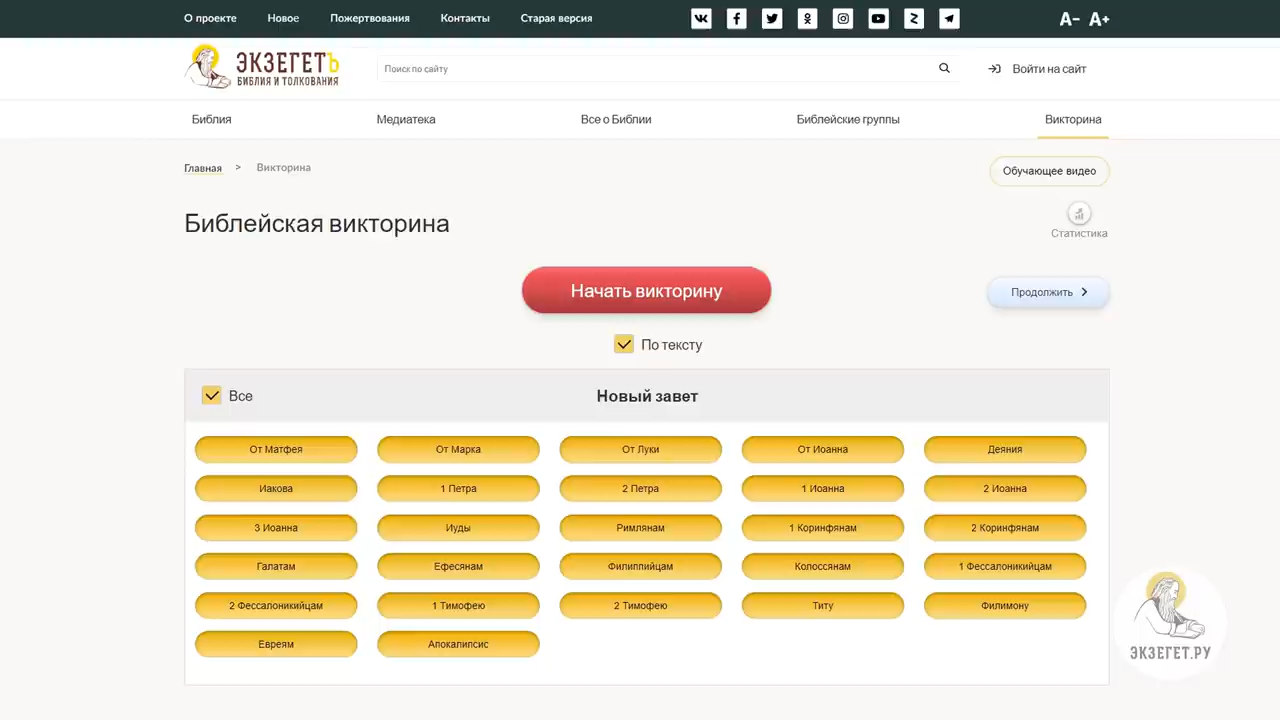 О проекте Новое Пожертвования Контакты Старая версия A- A+
ЭКЗЕГЕТЪ
БИБЛИЯ И ТОЛКОВАНИЯ
Поиск по сайту
Войти на сайт
Библия Медиатека Все о Библии Библейские группы Викторина
Главная > Викторина
Обучающее видео
Библейская викторина
Статистика
Начать викторину
Продолжить
По тексту
Все Новый завет
От Матфея От Марка От Луки От Иоанна Деяния
Иакова 1 Петра 2 Петра 1 Иоанна 2 Иоанна
3 Иоанна Иуды Римлянам 1 Коринфянам 2 Коринфянам
Галатам Ефесянам Филиппийцам Колоссянам 1 Фессалоникийцам
2 Фессалоникийцам 1 Тимофею 2 Тимофею Титу Филимону
Евреям Апокалипсис
ЭКЗЕГЕТ.РУ